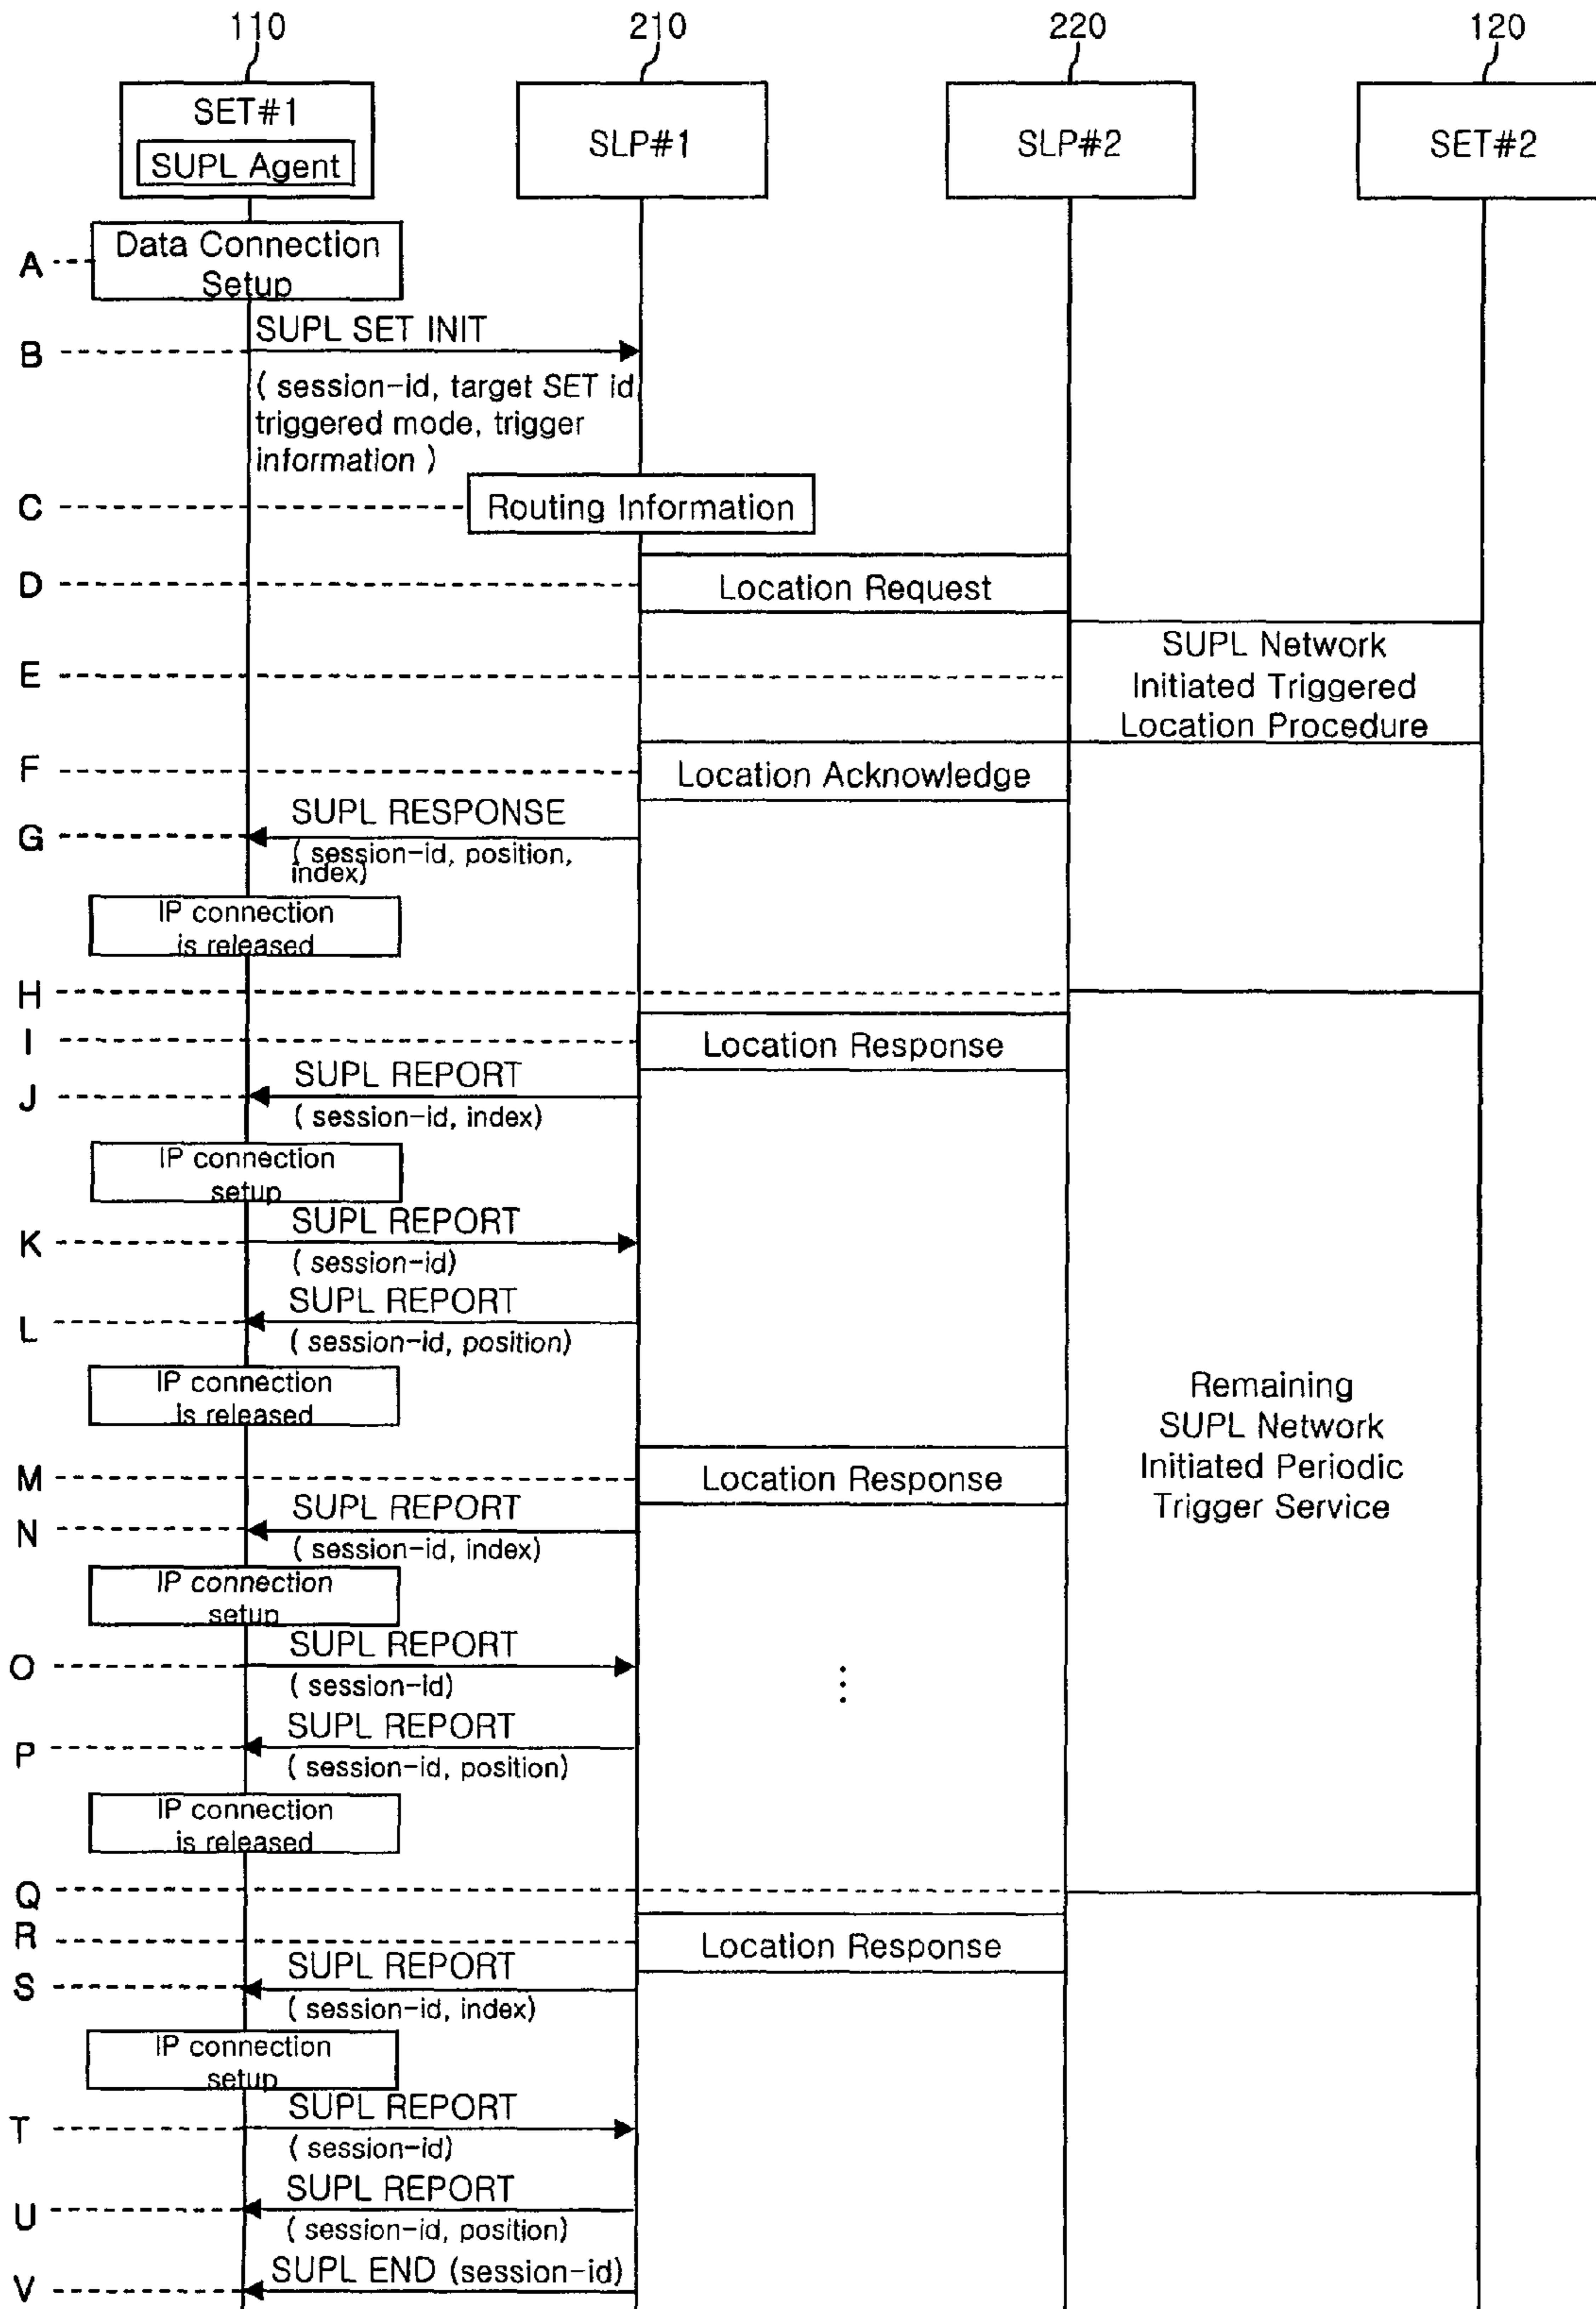 110 210 220 120
SET#1
SUPL Agent
SLP#1 SLP#2 SET#2
A
Data Connection
Setup
B
SUPL SET INIT
( session-id, target SET id
triggered mode, trigger
information )
C
Routing Information
D
Location Request
E
SUPL Network
Initiated Triggered
Location Procedure
F
Location Acknowledge
G
SUPL RESPONSE
( session-id, position,
index)
IP connection
is released
H
I
Location Response
J
SUPL REPORT
( session-id, index)
IP connection
setup
K
SUPL REPORT
( session-id)
L
SUPL REPORT
( session-id, position)
IP connection
is released
Remaining
SUPL Network
Initiated Periodic
Trigger Service
M
Location Response
N
SUPL REPORT
( session-id, index)
IP connection
setup
O
SUPL REPORT
( session-id)
⋮
P
SUPL REPORT
( session-id, position)
IP connection
is released
Q
R
Location Response
S
SUPL REPORT
( session-id, index)
IP connection
setup
T
SUPL REPORT
( session-id)
U
SUPL REPORT
( session-id, position)
V
SUPL END (session-id)